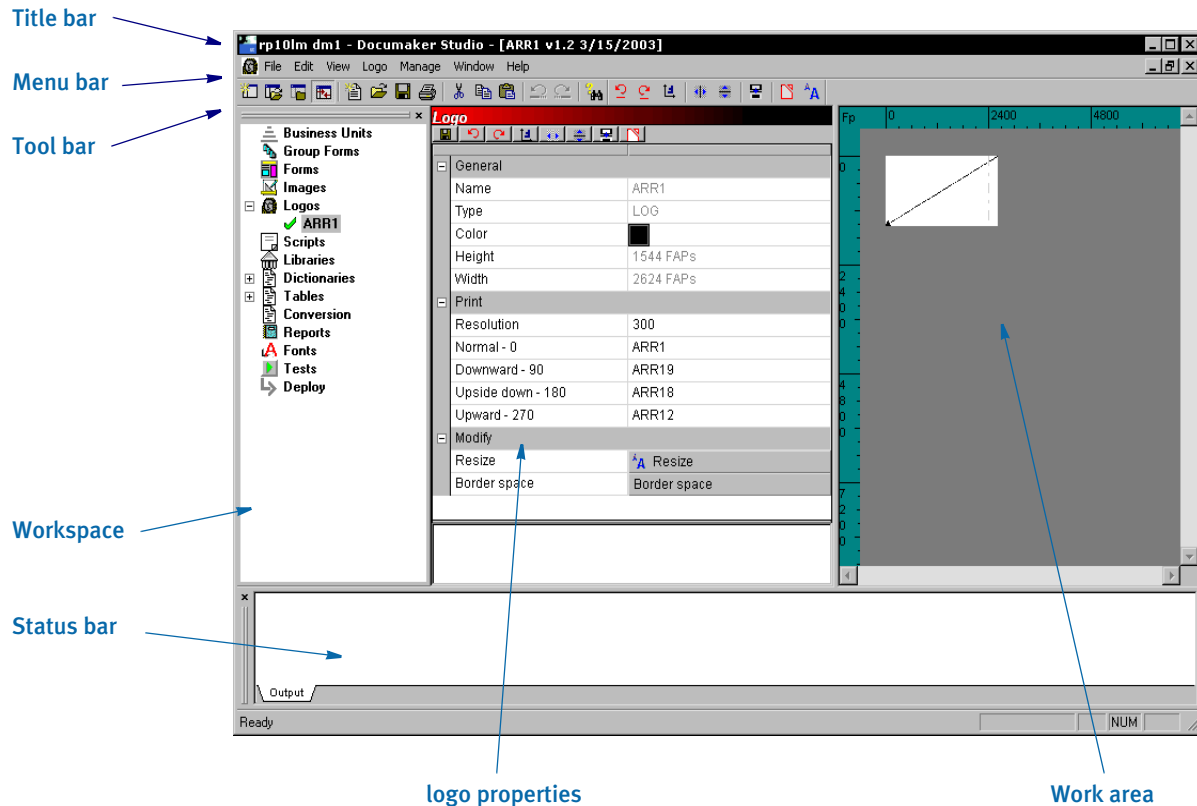 Title bar
rp10lm dm1 - Documaker Studio - [ARR1 v1.2 3/15/2003]
Menu bar
File Edit View Logo Manage Window Help
Tool bar
Business Units
Group Forms
Forms
Images
Logos
ARR1
Scripts
Libraries
Dictionaries
Tables
Conversion
Reports
Fonts
Tests
Deploy
Workspace
Logo
General
Name ARR1
Type LOG
Color
Height 1544 FAPs
Width 2624 FAPs
Print
Resolution 300
Normal - 0 ARR1
Downward - 90 ARR19
Upside down - 180 ARR18
Upward - 270 ARR12
Modify
Resize A Resize
Border space Border space
Fp 0 2400 4800
0
2400
4800
7200
Status bar
Output
Ready NUM
logo properties
Work area